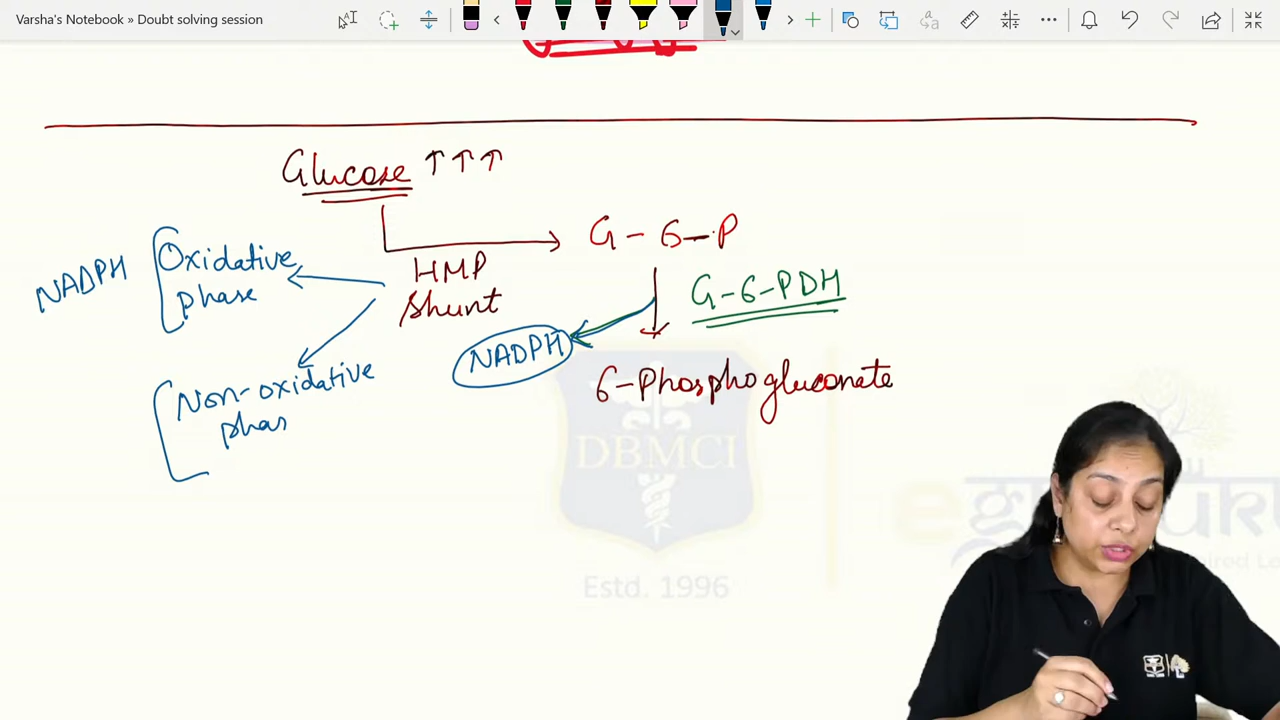 Varsha's Notebook » Doubt solving session
Glucose ↑↑↑
G-6-P
HMP
Shunt
G-6-PDH
NADPH
6-Phosphogluconate
NADPH
Oxidative
phase
Non-oxidative
phas
DBMCI
Estd. 1996